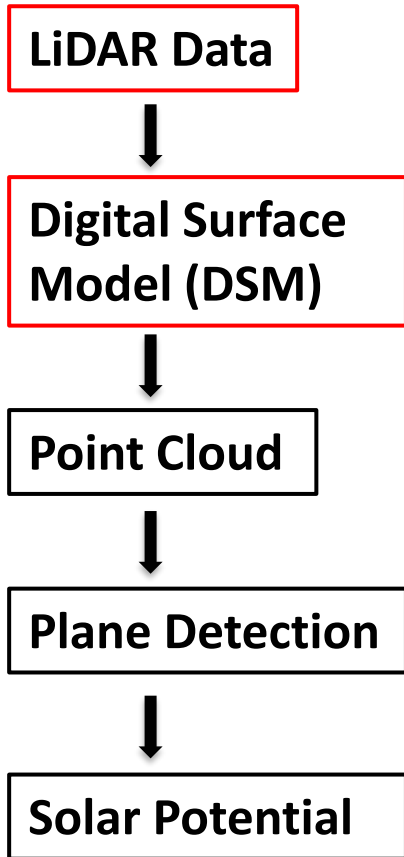 LiDAR Data
Digital Surface
Model (DSM)
Point Cloud
Plane Detection
Solar Potential